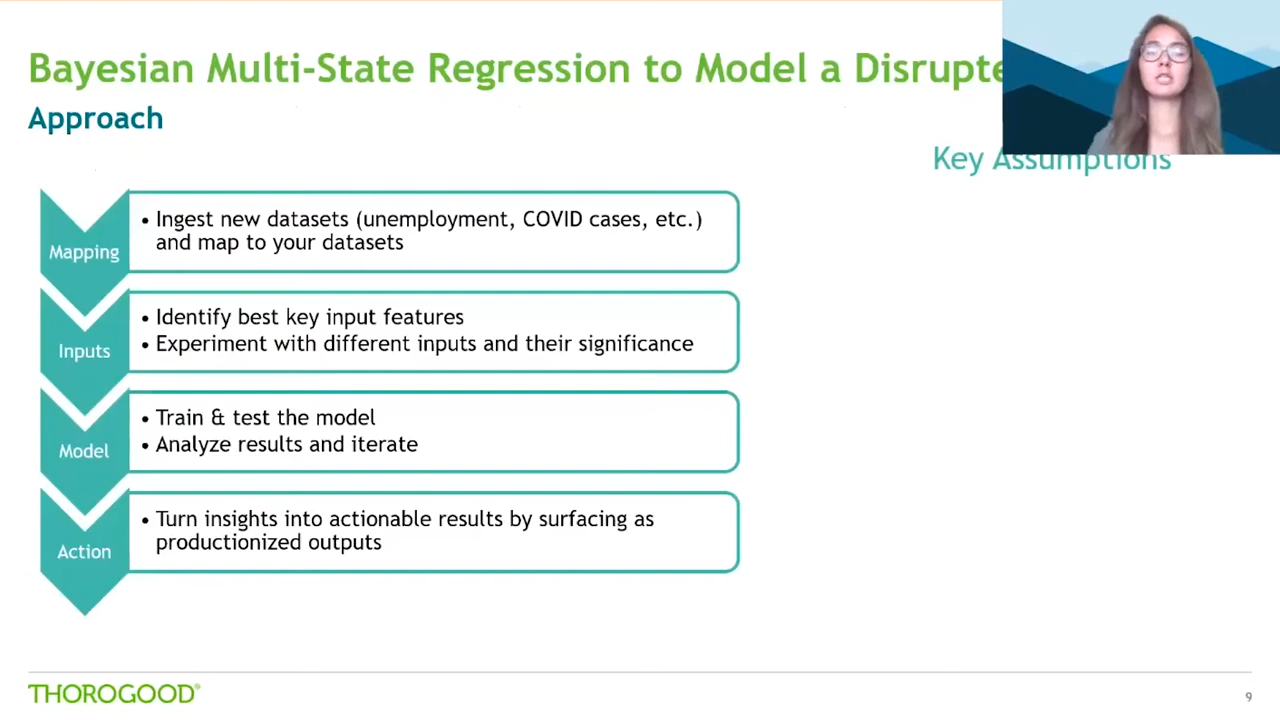 Bayesian Multi-State Regression to Model a
Approach
Key Assumptions
Mapping
• Ingest new datasets (unemployment, COVID cases, etc.)
and map to your datasets
Inputs
• Identify best key input features
• Experiment with different inputs and their significance
Model
• Train & test the model
• Analyze results and iterate
Action
• Turn insights into actionable results by surfacing as
productionized outputs
THOROGOOD®
9